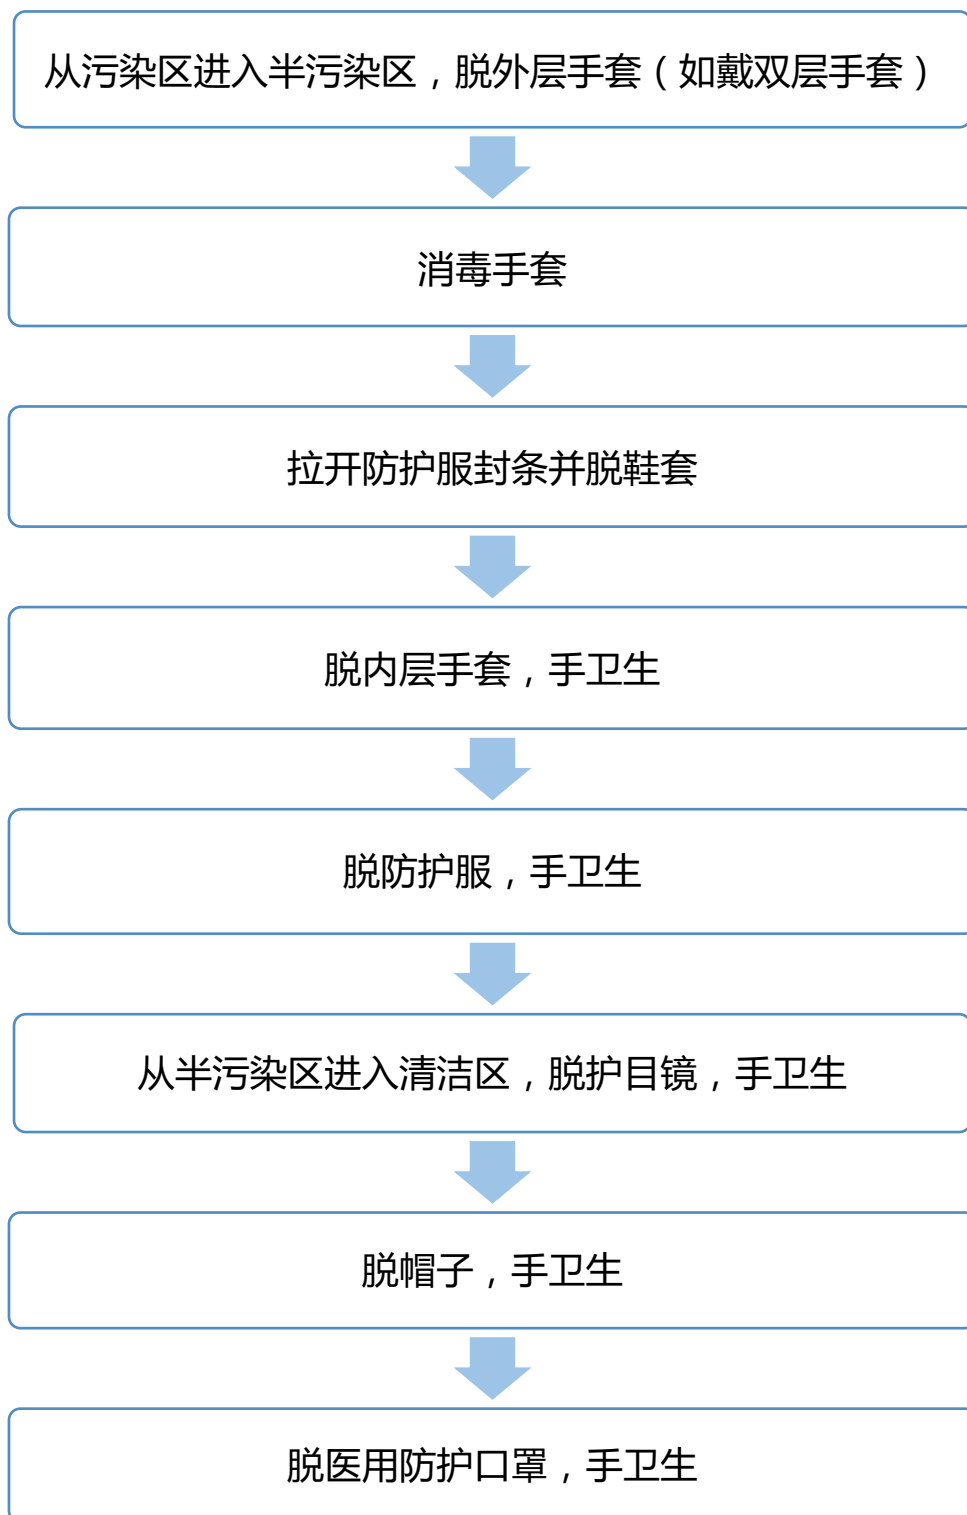 从污染区进入半污染区，脱外层手套（如戴双层手套）
消毒手套
拉开防护服封条并脱鞋套
脱内层手套，手卫生
脱防护服，手卫生
从半污染区进入清洁区，脱护目镜，手卫生
脱帽子，手卫生
脱医用防护口罩，手卫生